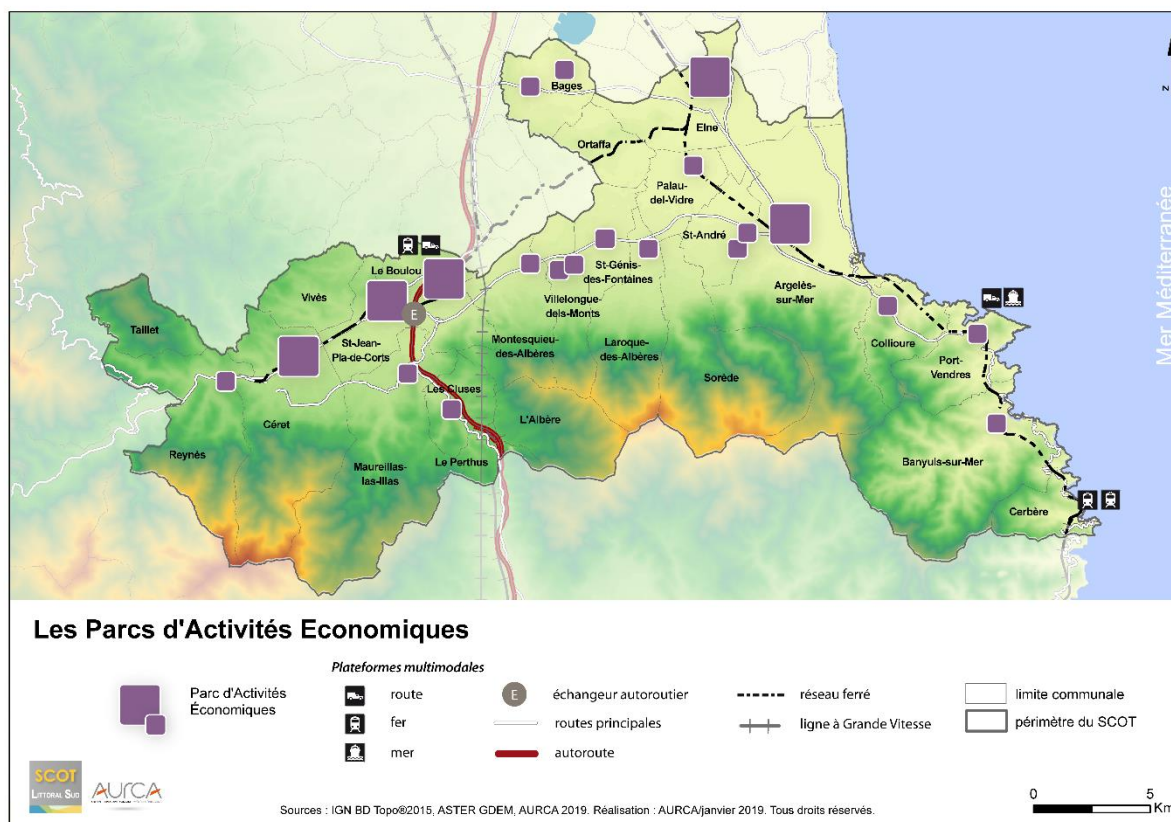 Bages
Elne
Ortaffa
Palau-
del-Vidre
St-André
Le Boulou
St-Génis-
des-Fontaines
Vivès
Argelès-
sur-Mer
Villelongue-
dels-Monts
Taillet
St-Jean-
Pla-de-Corts
E
Montesquieu-
des-Albères
Laroque-
des-Albères
Collioure
Port-
Vendres
Sorède
Les Cluses
L'Albère
Céret
Reynès
Le Perthus
Maureillas-
las-Illas
Banyuls-sur-Mer
Cerbère
Mer Méditerranée
z
Les Parcs d'Activités Economiques
Parc d'Activités
Économiques
Plateformes multimodales
route
fer
mer
E
échangeur autoroutier
routes principales
autoroute
réseau ferré
ligne à Grande Vitesse
limite communale
périmètre du SCOT
SCOT
LITTORAL SUD
AURCA
Sources : IGN BD Topo®2015, ASTER GDEM, AURCA 2019. Réalisation : AURCA/janvier 2019. Tous droits réservés.
0 5
Km